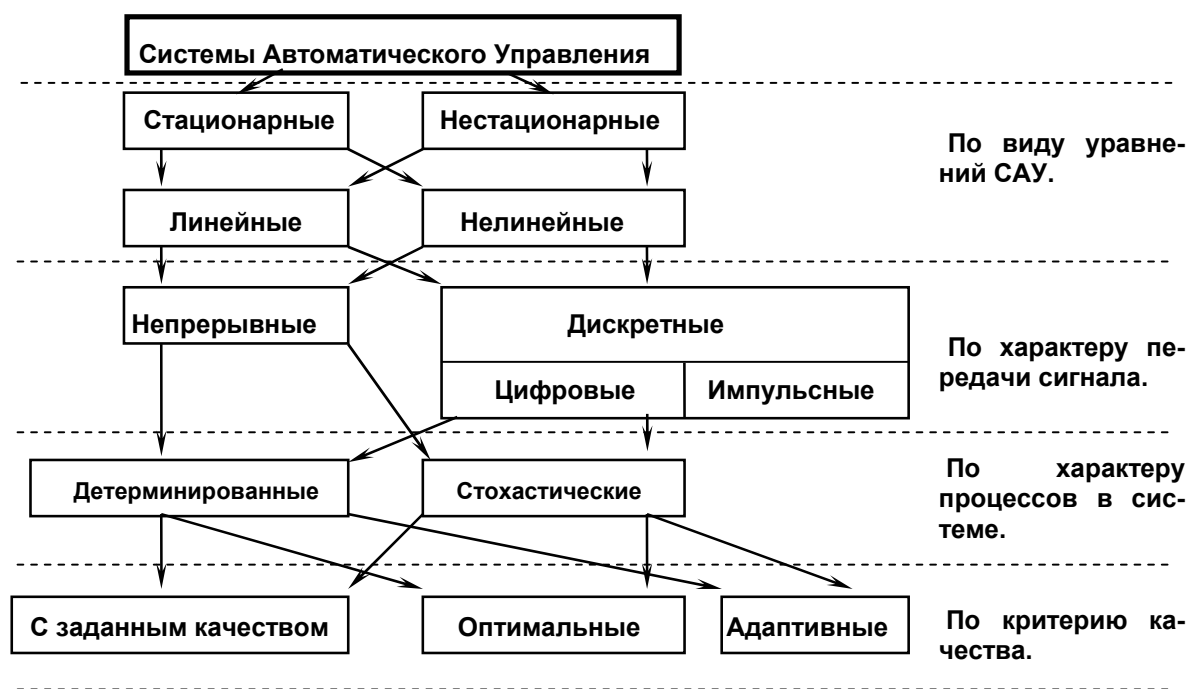 Системы Автоматического Управления
Стационарные
Нестационарные
По виду уравне-
ний САУ.
Линейные
Нелинейные
Непрерывные
Дискретные
По характеру пе-
редачи сигнала.
Цифровые
Импульсные
Детерминированные
Стохастические
По характеру
процессов в сис-
теме.
С заданным качеством
Оптимальные
Адаптивные
По критерию ка-
чества.